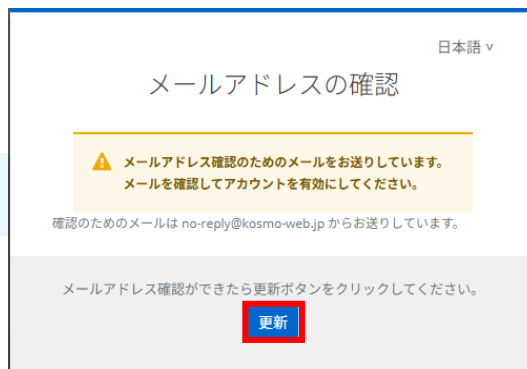 日本語 ∨
メールアドレスの確認
メールアドレス確認のためのメールをお送りしています。
メールを確認してアカウントを有効にしてください。
確認のためのメールは no-reply@kosmo-web.jp からお送りしています。
メールアドレス確認ができたら更新ボタンをクリックしてください。
更新